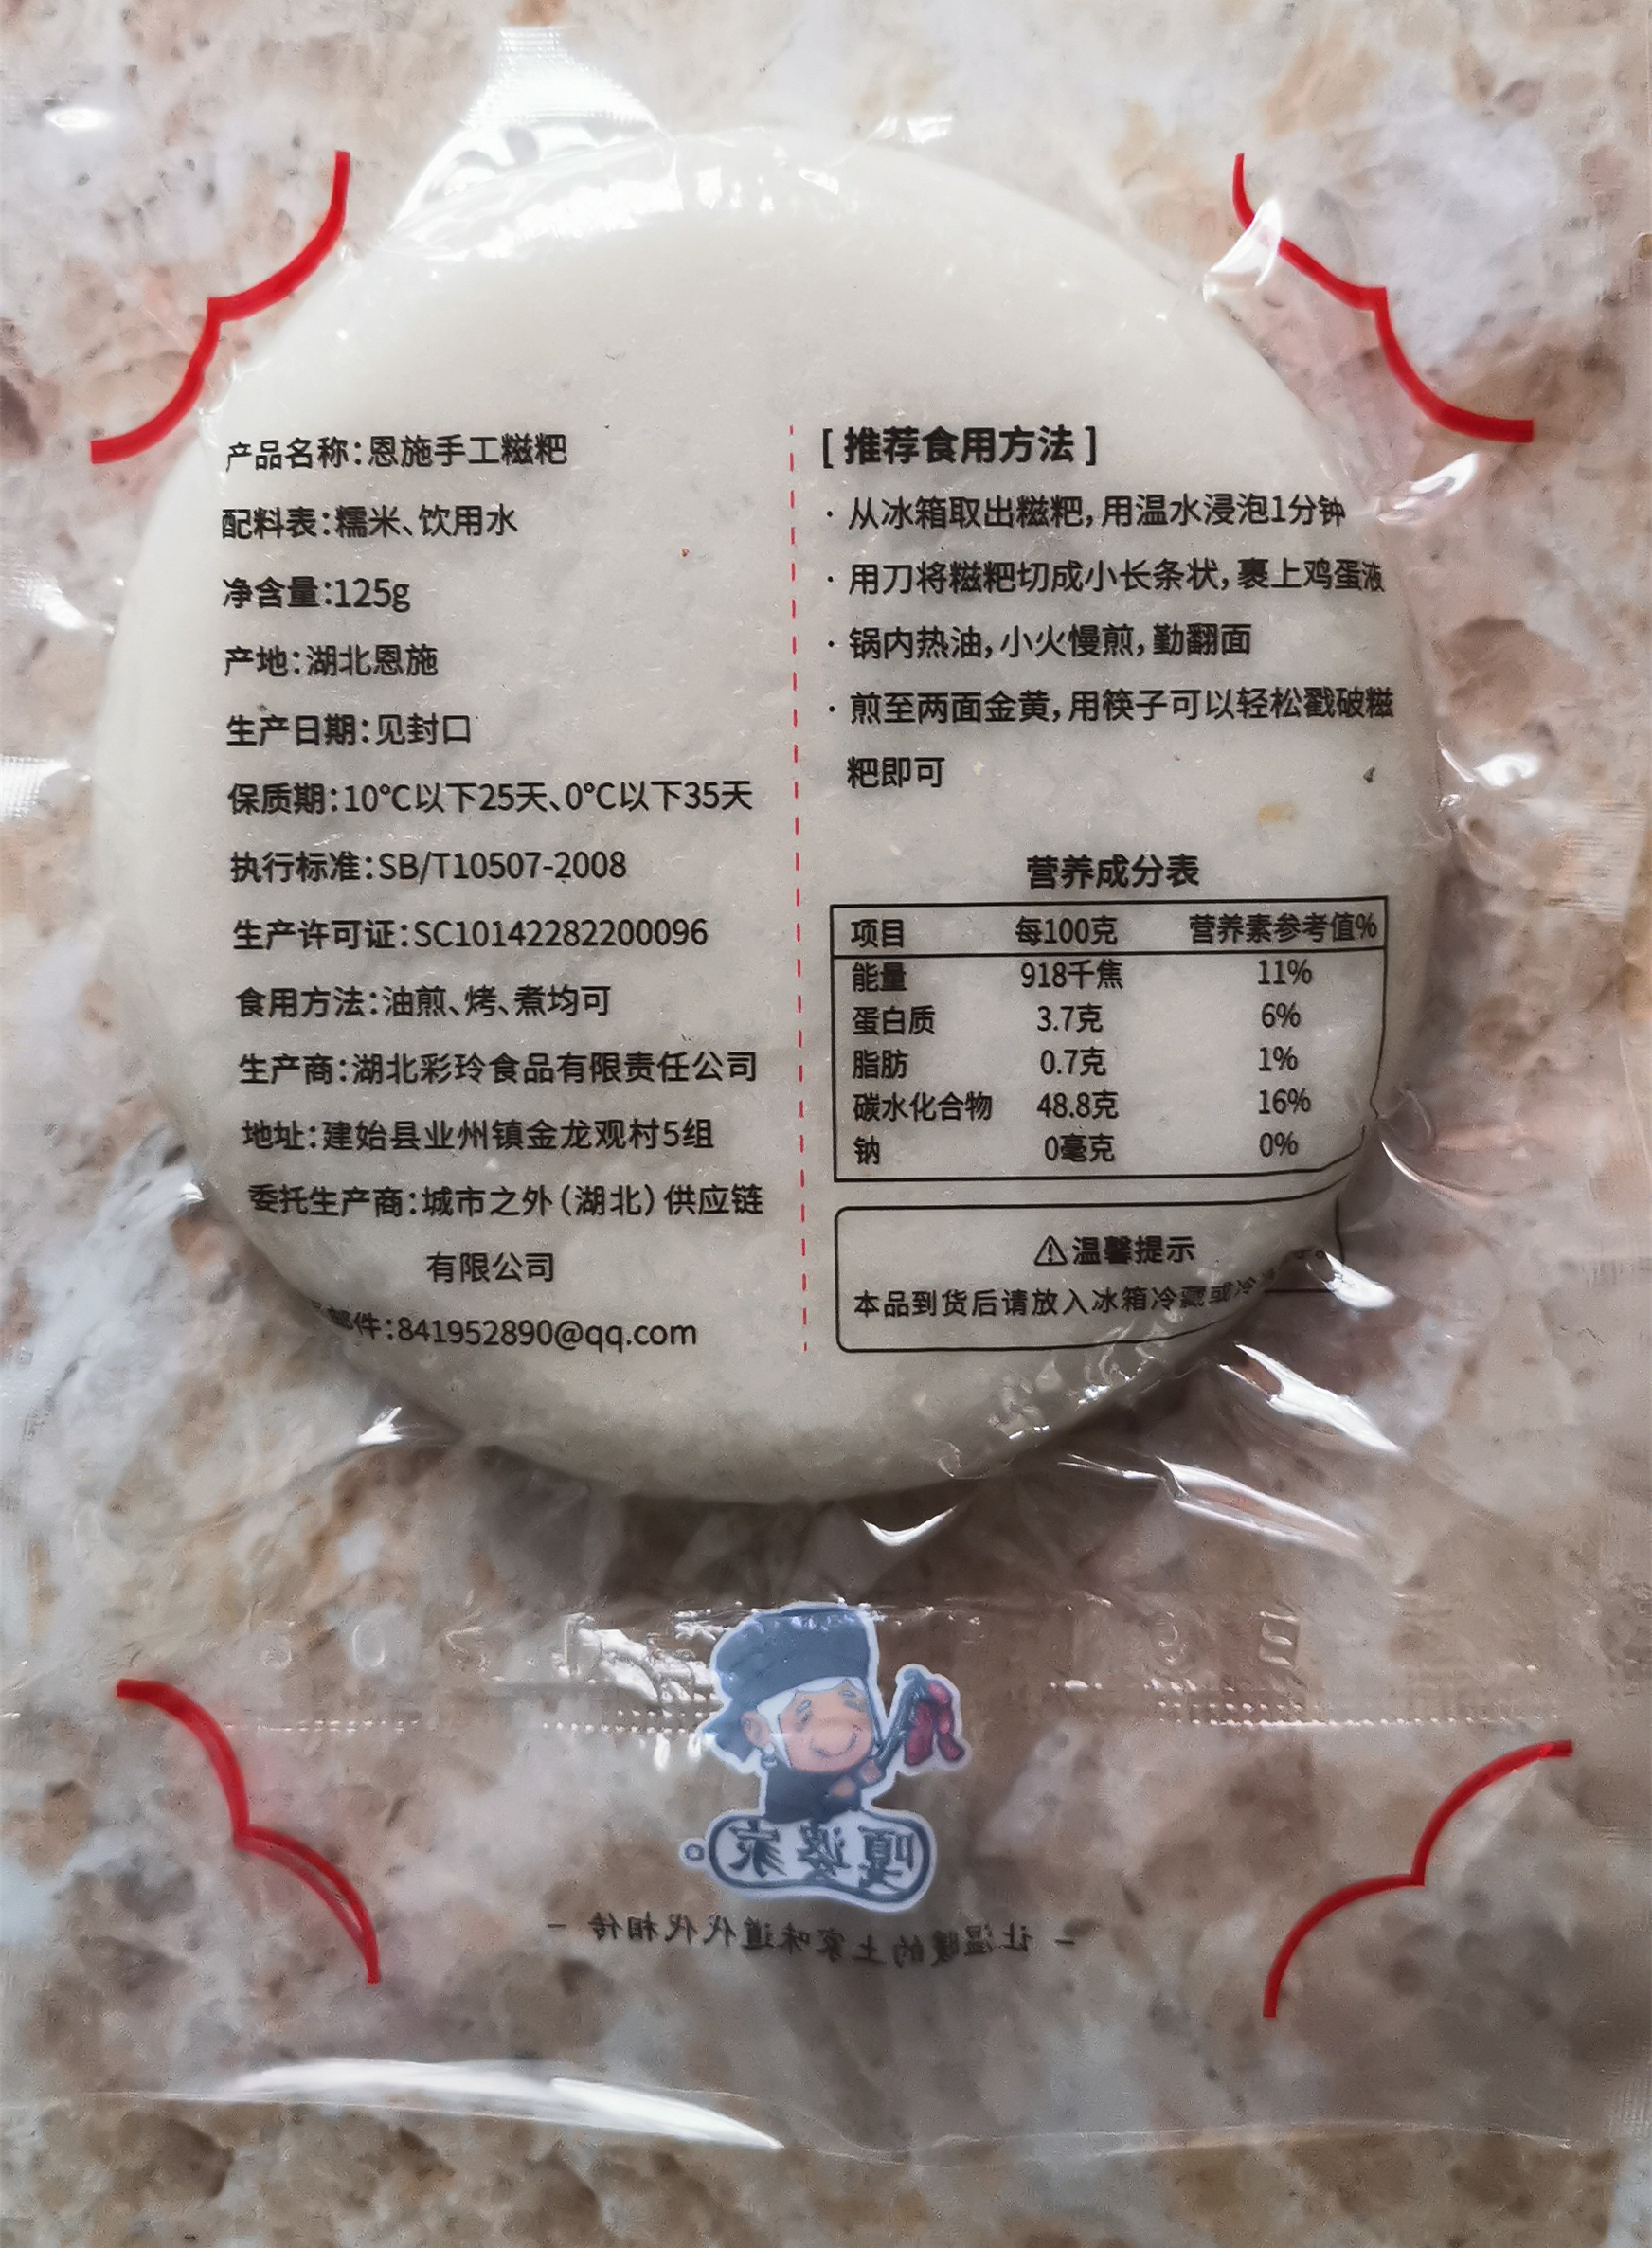 产品名称：恩施手工糍粑
配料表：糯米、饮用水
净含量：125g
产地：湖北恩施
生产日期：见封口
保质期：10℃以下25天、0℃以下35天
执行标准：SB/T10507-2008
生产许可证：SC10142282200096
食用方法：油煎、烤、煮均可
生产商：湖北彩玲食品有限责任公司
地址：建始县业州镇金龙观村5组
委托生产商：城市之外（湖北）供应链
有限公司
邮件：841952890@qq.com
[ 推荐食用方法 ]
· 从冰箱取出糍粑，用温水浸泡1分钟
· 用刀将糍粑切成小长条状，裹上鸡蛋液
· 锅内热油，小火慢煎，勤翻面
· 煎至两面金黄，用筷子可以轻松戳破糍
粑即可
营养成分表
项目 每100克 营养素参考值%
能量 918千焦 11%
蛋白质 3.7克 6%
脂肪 0.7克 1%
碳水化合物 48.8克 16%
钠 0毫克 0%
⚠温馨提示
本品到货后请放入冰箱冷藏或冷
嘎婆家
– 让温暖的土家味道代代相传 –